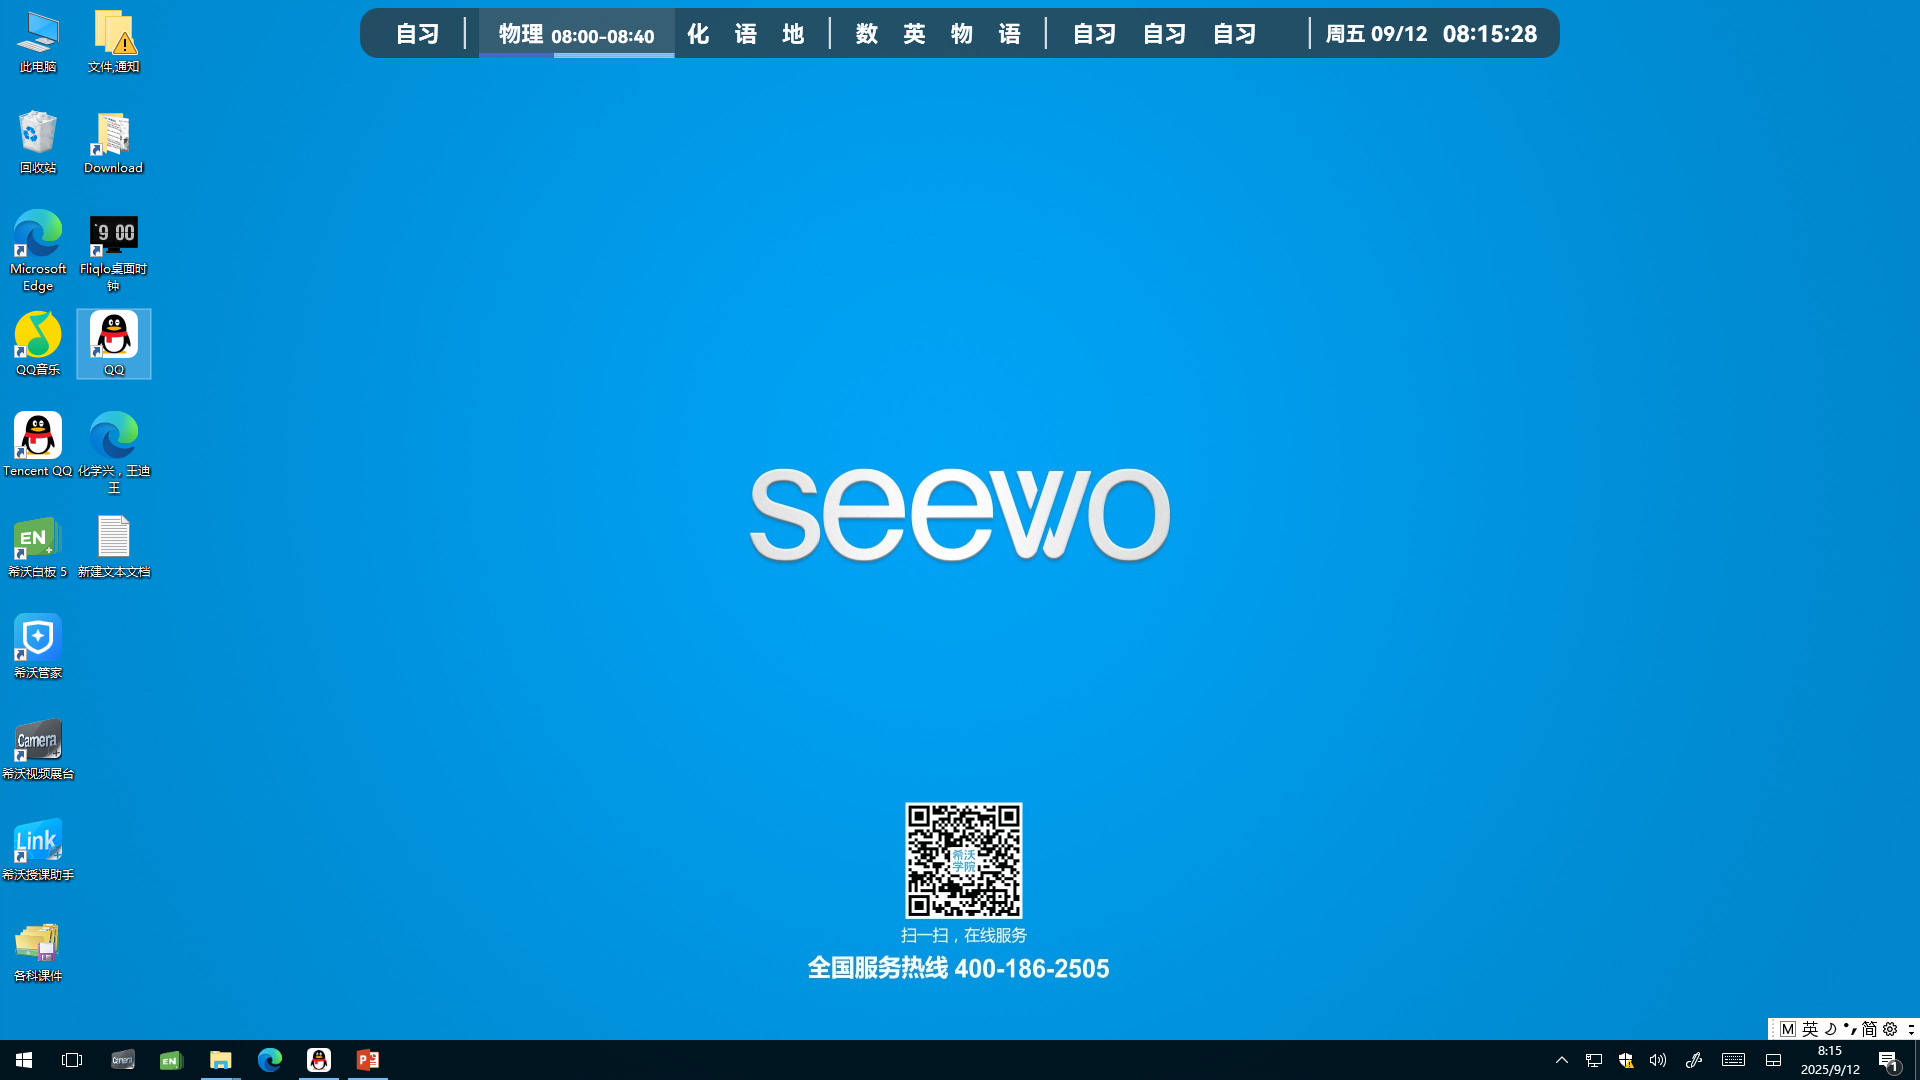 自习 物理 08:00-08:40 化 语 地 数 英 物 语 自习 自习 自习 周五 09/12 08:15:28
此电脑
文件,通知
回收站
Download
Microsoft Edge
Fliqlo桌面时钟
9 00
QQ音乐
QQ
Tencent QQ
化学兴，王迪王
EN
希沃白板 5
新建文本文档
希沃管家
Camera
希沃视频展台
Link
希沃授课助手
各科课件
seewo
希沃
学院
扫一扫，在线服务
全国服务热线 400-186-2505
M 英 简
Camera EN P
8:15
2025/9/12
1